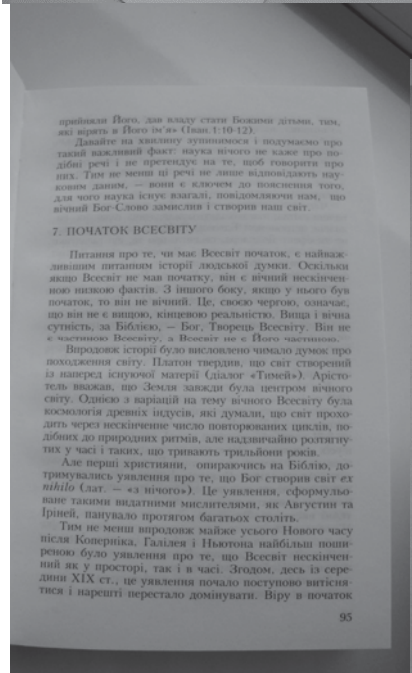 прийняли Його, дав владу стати Божими дітьми, тим,
які вірять в Його ім'я» (Іван.1:10-12).
Давайте на хвилину зупинимося і подумаємо про
такий важливий факт: наука нічого не каже про по-
дібні речі і не претендує на те, щоб говорити про
них. Тим не менш ці речі не лише відповідають нау-
ковим даним, — вони є ключем до пояснення того,
для чого наука існує взагалі, повідомляючи нам, що
вічний Бог-Слово замислив і створив наш світ.
7. ПОЧАТОК ВСЕСВІТУ
Питання про те, чи має Всесвіт початок, є найваж-
ливішим питанням історії людської думки. Оскільки
якщо Всесвіт не мав початку, він є вічний нескінчен-
ною низкою фактів. З іншого боку, якщо у нього був
початок, то він не вічний. Це, своєю чергою, означає,
що він не є вищою, кінцевою реальністю. Вища і вічна
сутність, за Біблією, — Бог, Творець Всесвіту. Він не
є частиною Всесвіту, а Всесвіт не є Його частиною.
Впродовж історії було висловлено чимало думок про
походження світу. Платон твердив, що світ створений
із наперед існуючої матерії (діалог «Тимей»). Арісто-
тель вважав, що Земля завжди була центром вічного
світу. Однією з варіацій на тему вічного Всесвіту була
космологія древніх індусів, які думали, що світ прохо-
дить через нескінченне число повторюваних циклів, по-
дібних до природних ритмів, але надзвичайно розтягну-
тих у часі і таких, що тривають трильйони років.
Але перші християни, опираючись на Біблію, до-
тримувались уявлення про те, що Бог створив світ ex
nihilo (лат. — «з нічого»). Це уявлення, сформульо-
ване такими видатними мислителями, як Августин та
Іріней, панувало протягом багатьох століть.
Тим не менш впродовж майже усього Нового часу
після Коперніка, Галілея і Ньютона найбільш поши-
реною було уявлення про те, що Всесвіт нескінчен-
ний як у просторі, так і в часі. Згодом, десь із сере-
дини XIX ст., це уявлення почало поступово витісня-
тися і нарешті перестало домінувати. Віру в початок
95